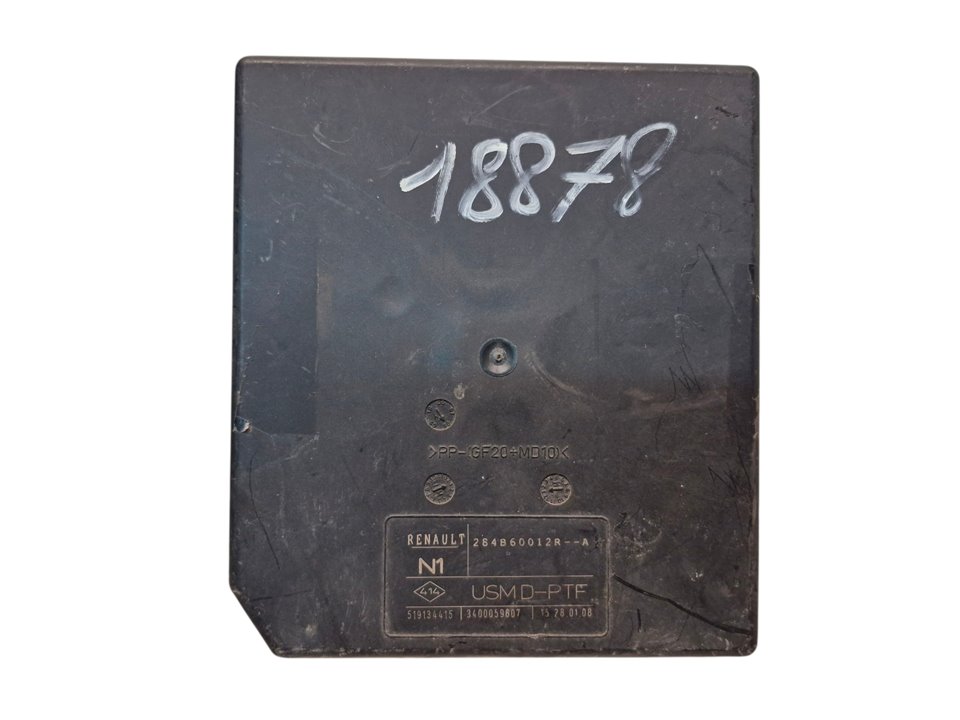 18878
>PP-(GF20+MD10)<
RENAULT 284B60012R--A
N1
414 USM D-PTF
519134415 3400059807 15 28 01 08